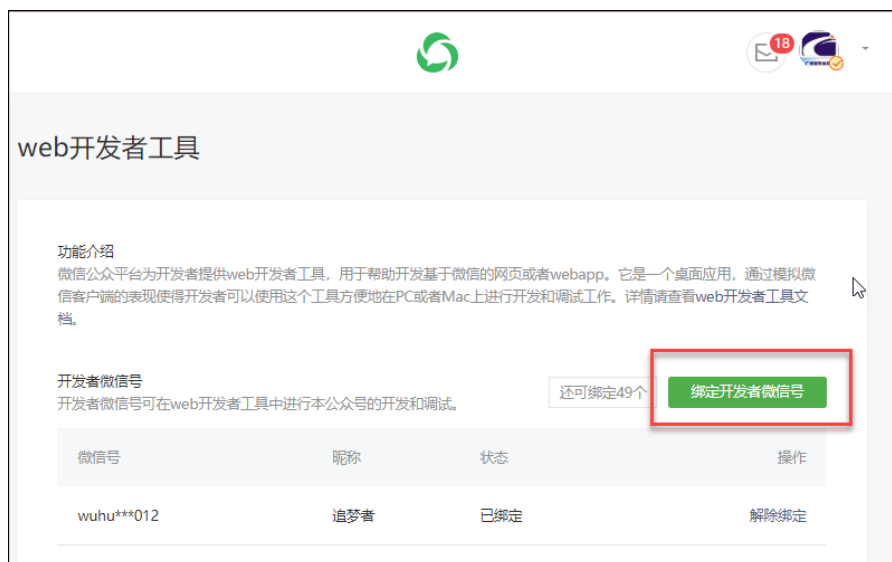 18
web开发者工具
功能介绍
微信公众平台为开发者提供web开发者工具，用于帮助开发基于微信的网页或者webapp。它是一个桌面应用，通过模拟微
信客户端的表现使得开发者可以使用这个工具方便地在PC或者Mac上进行开发和调试工作。详情请查看web开发者工具文
档。
开发者微信号
还可绑定49个 绑定开发者微信号
开发者微信号可在web开发者工具中进行本公众号的开发和调试。
微信号 昵称 状态 操作
wuhu***012 追梦者 已绑定 解除绑定